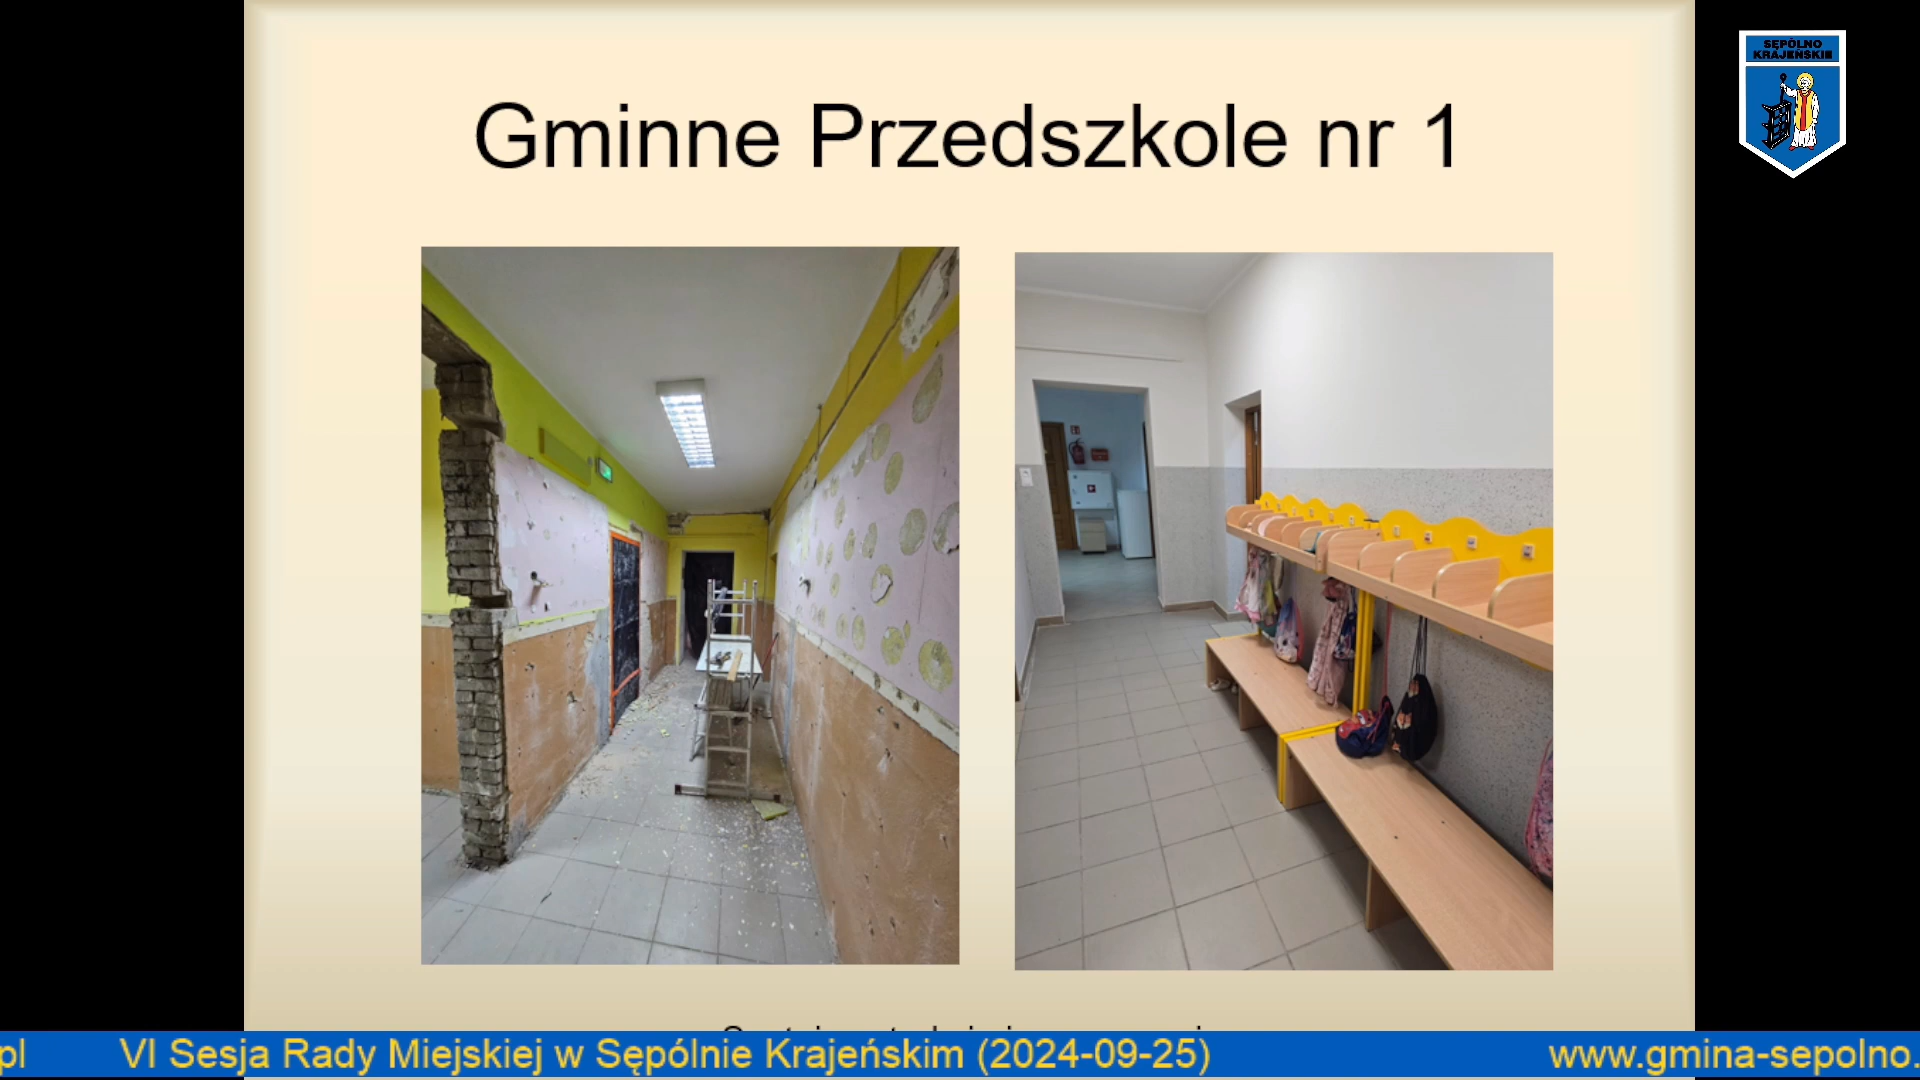 SĘPÓLNO
KRAJEŃSKIE
Gminne Przedszkole nr 1
pl VI Sesja Rady Miejskiej w Sępólnie Krajeńskim (2024-09-25) www.gmina-sepolno.